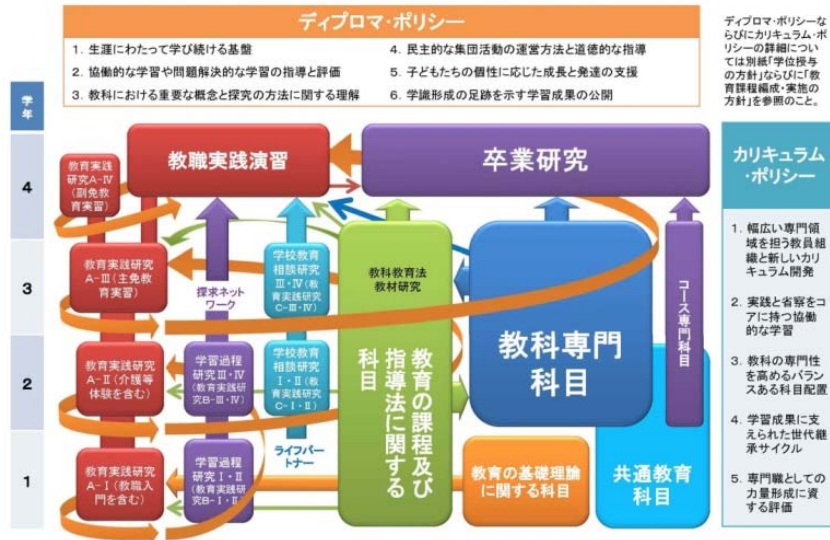 ディプロマ・ポリシー
1. 生涯にわたって学び続ける基盤
2. 協働的な学習や問題解決的な学習の指導と評価
3. 教科における重要な概念と探究の方法に関する理解
4. 民主的な集団活動の運営方法と道徳的な指導
5. 子どもたちの個性に応じた成長と発達の支援
6. 学識形成の足跡を示す学習成果の公開
ディプロマ・ポリシーな
らびにカリキュラム・ポ
リシーの詳細につい
ては別紙「学位授与
の方針」ならびに「教
育課程編成・実施の
方針」を参照のこと。
学
年
4
3
2
1
教職実践演習
卒業研究
教育実践
研究A-Ⅳ
(副免教
育実習)
教育実践研究
A-Ⅲ(主免教
育実習)
探求ネット
ワーク
学校教育
相談研究
Ⅲ・Ⅳ(教
育実践研究
C-Ⅲ・Ⅳ)
教科教育法
教材研究
教育の課程及び
指導法に関する
科目
教科専門
科目
コース専門科目
教育実践研究
A-Ⅱ(介護等
体験を含む)
学習過程
研究Ⅲ・Ⅳ
(教育実践研
究B-Ⅲ・Ⅳ)
学校教育
相談研究
Ⅰ・Ⅱ(教
育実践研究
C-Ⅰ・Ⅱ)
ライフパー
トナー
教育実践研究
A-Ⅰ(教職入
門を含む)
学習過程
研究Ⅰ・Ⅱ
(教育実践研
究B-Ⅰ・Ⅱ)
教育の基礎理論
に関する科目
共通教育
科目
カリキュラム
・ポリシー
1. 幅広い専門領
域を担う教員組
織と新しいカリ
キュラム開発
2. 実践と省察をコ
アに持つ協働
的な学習
3. 教科の専門性
を高めるバラン
スある科目配置
4. 学習成果に支
えられた世代継
承サイクル
5. 専門職としての
力量形成に資
する評価